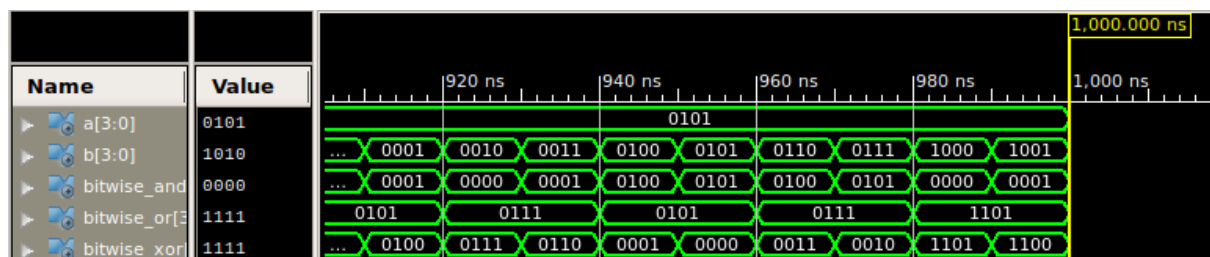 1,000.000 ns
Name Value 920 ns 940 ns 960 ns 980 ns 1,000 ns
a[3:0] 0101 0101
b[3:0] 1010 ... 0001 0010 0011 0100 0101 0110 0111 1000 1001
bitwise_and 0000 ... 0001 0000 0001 0100 0101 0100 0101 0000 0001
bitwise_or[3 1111 0101 0111 0101 0111 1101
bitwise_xor 1111 ... 0100 0111 0110 0001 0000 0011 0010 1101 1100